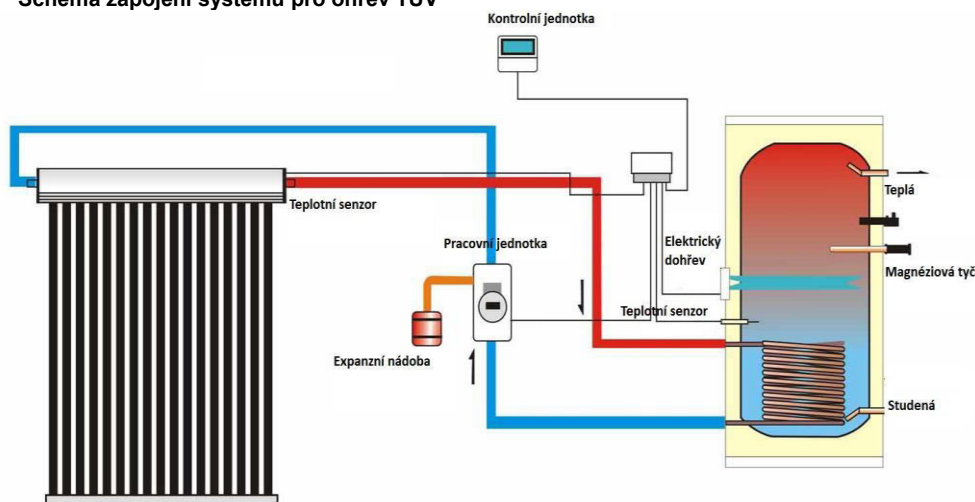 Schéma zapojení systému pro ohřev TUV
Kontrolní jednotka
Teplotní senzor
Teplá
Pracovní jednotka
Elektrický
dohřev
Magnéziová tyč
Teplotní senzor
Expanzní nádoba
Studená